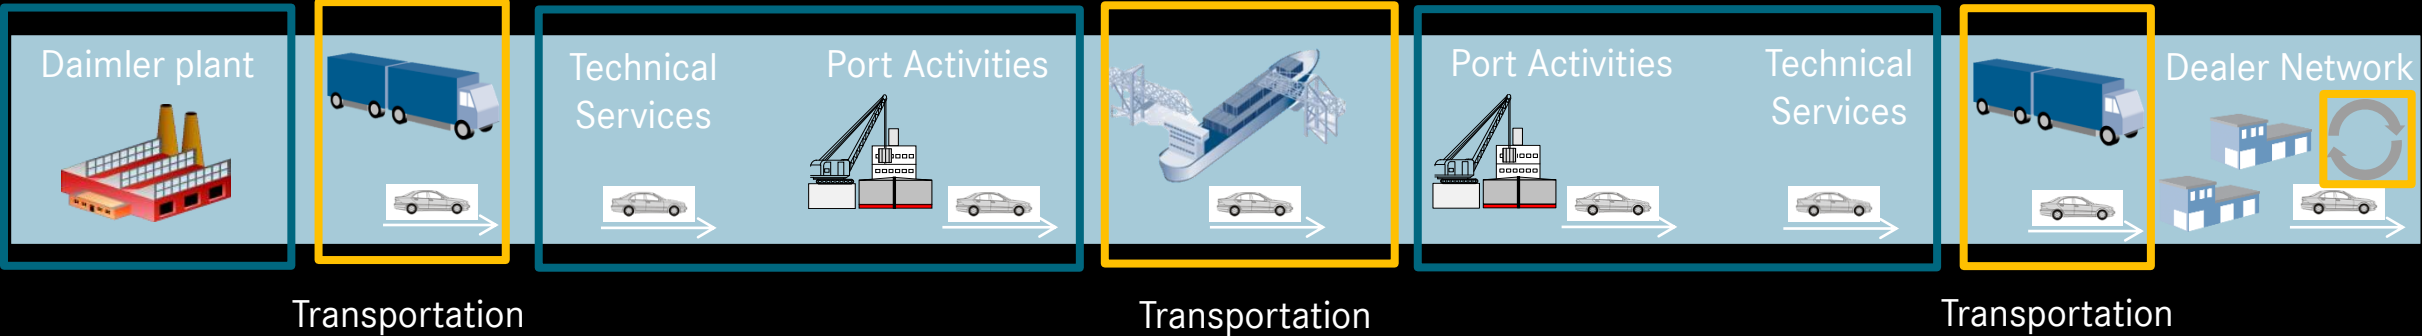 Daimler plant
Technical
Services
Port Activities
Port Activities
Technical
Services
Dealer Network
Transportation
Transportation
Transportation